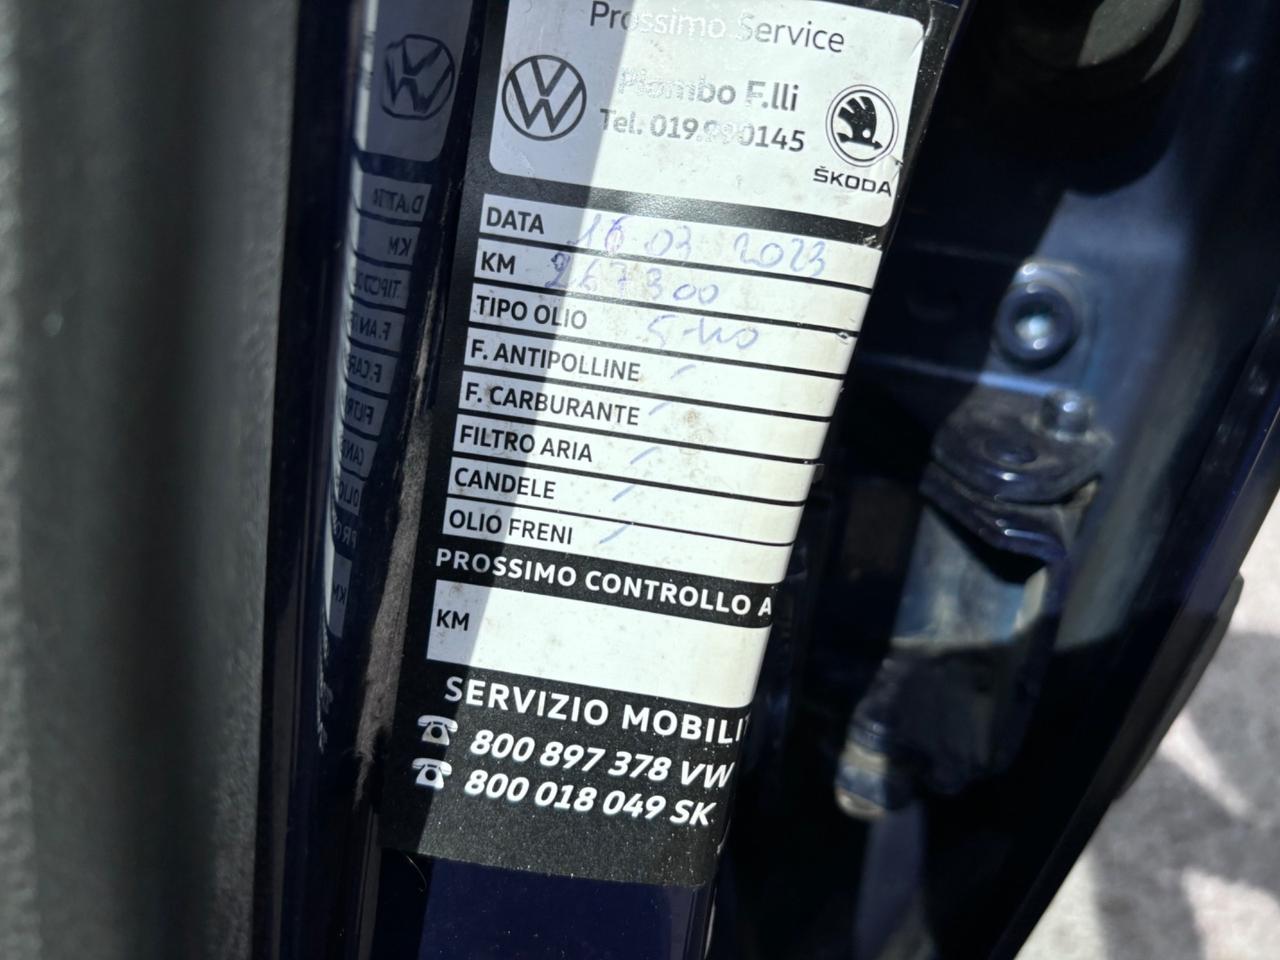 Prossimo Service
Piombo F.lli
Tel. 019.990145
ŠKODA
DATA 16 03 2023
KM 267300
TIPO OLIO 5-40
F. ANTIPOLLINE /
F. CARBURANTE /
FILTRO ARIA /
CANDELE /
OLIO FRENI /
PROSSIMO CONTROLLO A
KM
SERVIZIO MOBILI
800 897 378 VW
800 018 049 SK